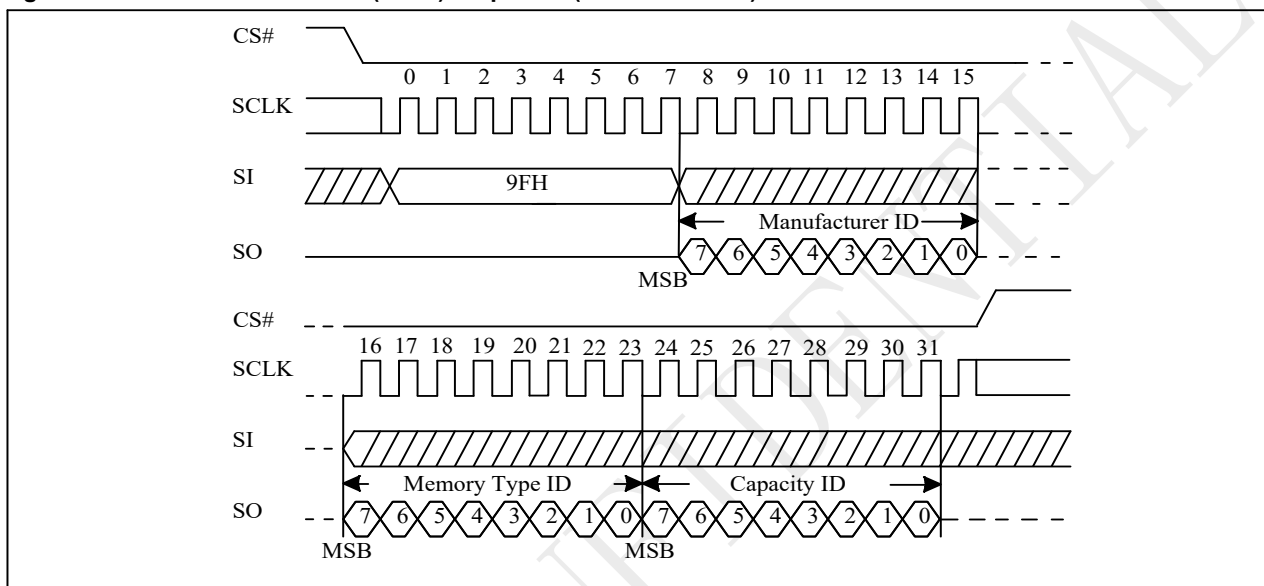 CS#
0 1 2 3 4 5 6 7 8 9 10 11 12 13 14 15
SCLK
SI
9FH
Manufacturer ID
SO
7 6 5 4 3 2 1 0
MSB
CS#
16 17 18 19 20 21 22 23 24 25 26 27 28 29 30 31
SCLK
SI
Memory Type ID Capacity ID
SO
7 6 5 4 3 2 1 0 7 6 5 4 3 2 1 0
MSB MSB